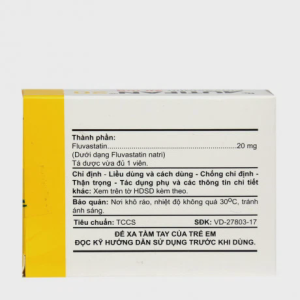 Thành phần:
Fluvastatin.......................................................20 mg
(Dưới dạng Fluvastatin natri)
Tá dược vừa đủ 1 viên.
Chỉ định - Liều dùng và cách dùng - Chống chỉ định -
Thận trọng - Tác dụng phụ và các thông tin chi tiết
khác: Xem trên tờ HDSD kèm theo.
Bảo quản: Nơi khô ráo, nhiệt độ không quá 30⁰C, tránh
ánh sáng.
Tiêu chuẩn: TCCS SĐK: VD-27803-17
ĐỂ XA TẦM TAY CỦA TRẺ EM
ĐỌC KỸ HƯỚNG DẪN SỬ DỤNG TRƯỚC KHI DÙNG.